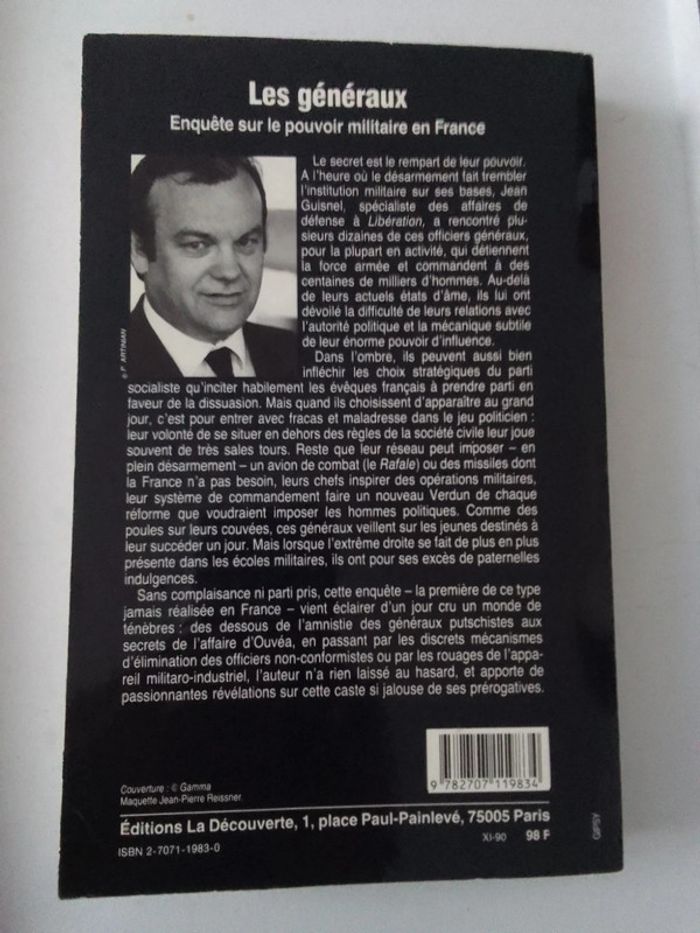 Les généraux
Enquête sur le pouvoir militaire en France
Le secret est le rempart de leur pouvoir.
A l'heure où le désarmement fait trembler
l'institution militaire sur ses bases, Jean
Guisnel, spécialiste des affaires de
défense à Libération, a rencontré plu-
sieurs dizaines de ces officiers généraux,
pour la plupart en activité, qui détiennent
la force armée et commandent à des
centaines de milliers d'hommes. Au-delà
de leurs actuels états d'âme, ils lui ont
dévoilé la difficulté de leurs relations avec
l'autorité politique et la mécanique subtile
de leur énorme pouvoir d'influence.
© P. ARTINIAN
Dans l'ombre, ils peuvent aussi bien
infléchir les choix stratégiques du parti
socialiste qu'inciter habilement les évêques français à prendre parti en
faveur de la dissuasion. Mais quand ils choisissent d'apparaître au grand
jour, c'est pour entrer avec fracas et maladresse dans le jeu politicien :
leur volonté de se situer en dehors des règles de la société civile leur joue
souvent de très sales tours. Reste que leur réseau peut imposer – en
plein désarmement – un avion de combat (le Rafale) ou des missiles dont
la France n'a pas besoin, leurs chefs inspirer des opérations militaires,
leur système de commandement faire un nouveau Verdun de chaque
réforme que voudraient imposer les hommes politiques. Comme des
poules sur leurs couvées, ces généraux veillent sur les jeunes destinés à
leur succéder un jour. Mais lorsque l'extrême droite se fait de plus en plus
présente dans les écoles militaires, ils ont pour ses excès de paternelles
indulgences.
Sans complaisance ni parti pris, cette enquête – la première de ce type
jamais réalisée en France – vient éclairer d'un jour cru un monde de
ténèbres : des dessous de l'amnistie des généraux putschistes aux
secrets de l'affaire d'Ouvéa, en passant par les discrets mécanismes
d'élimination des officiers non-conformistes ou par les rouages de l'appa-
reil militaro-industriel, l'auteur n'a rien laissé au hasard, et apporte de
passionnantes révélations sur cette caste si jalouse de ses prérogatives.
9 782707 119834
Couverture : © Gamma
Maquette Jean-Pierre Reissner.
Éditions La Découverte, 1, place Paul-Painlevé, 75005 Paris
ISBN 2-7071-1983-0
XI-90 98 F
GIPSY